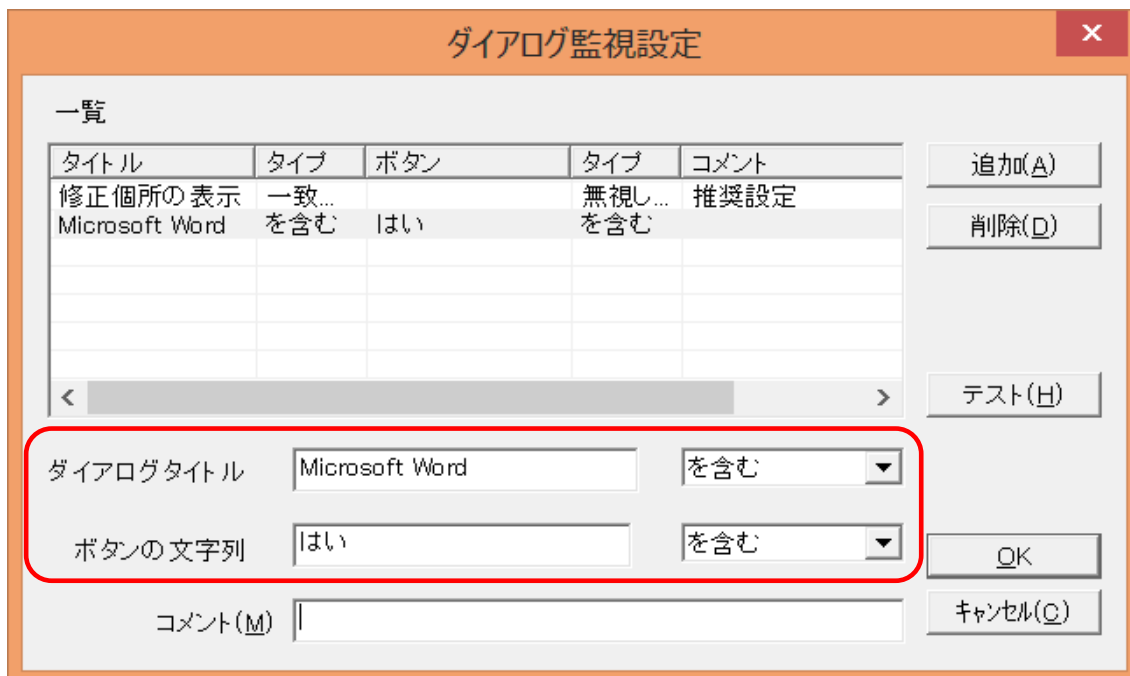 ダイアログ監視設定
一覧
タイトル タイプ ボタン タイプ コメント
修正個所の表示 一致... 無視し... 推奨設定
Microsoft Word を含む はい を含む
追加(A)
削除(D)
テスト(H)
ダイアログタイトル Microsoft Word を含む
ボタンの文字列 はい を含む
OK
コメント(M)
キャンセル(C)